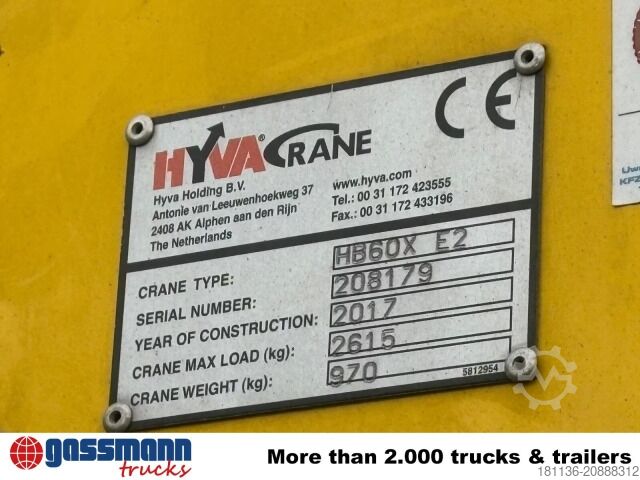 HYVA® CRANE
CE
Hyva Holding B.V.
Antonie van Leeuwenhoekweg 37
2408 AK Alphen aan den Rijn
The Netherlands
www.hyva.com
Tel.: 00 31 172 423555
Fax.: 00 31 172 433196
CRANE TYPE: HB60X E2
SERIAL NUMBER: 208179
YEAR OF CONSTRUCTION: 2017
CRANE MAX LOAD (kg): 2615
CRANE WEIGHT (kg): 970
5812954
gassmann
trucks
More than 2.000 trucks & trailers
181136-20888312